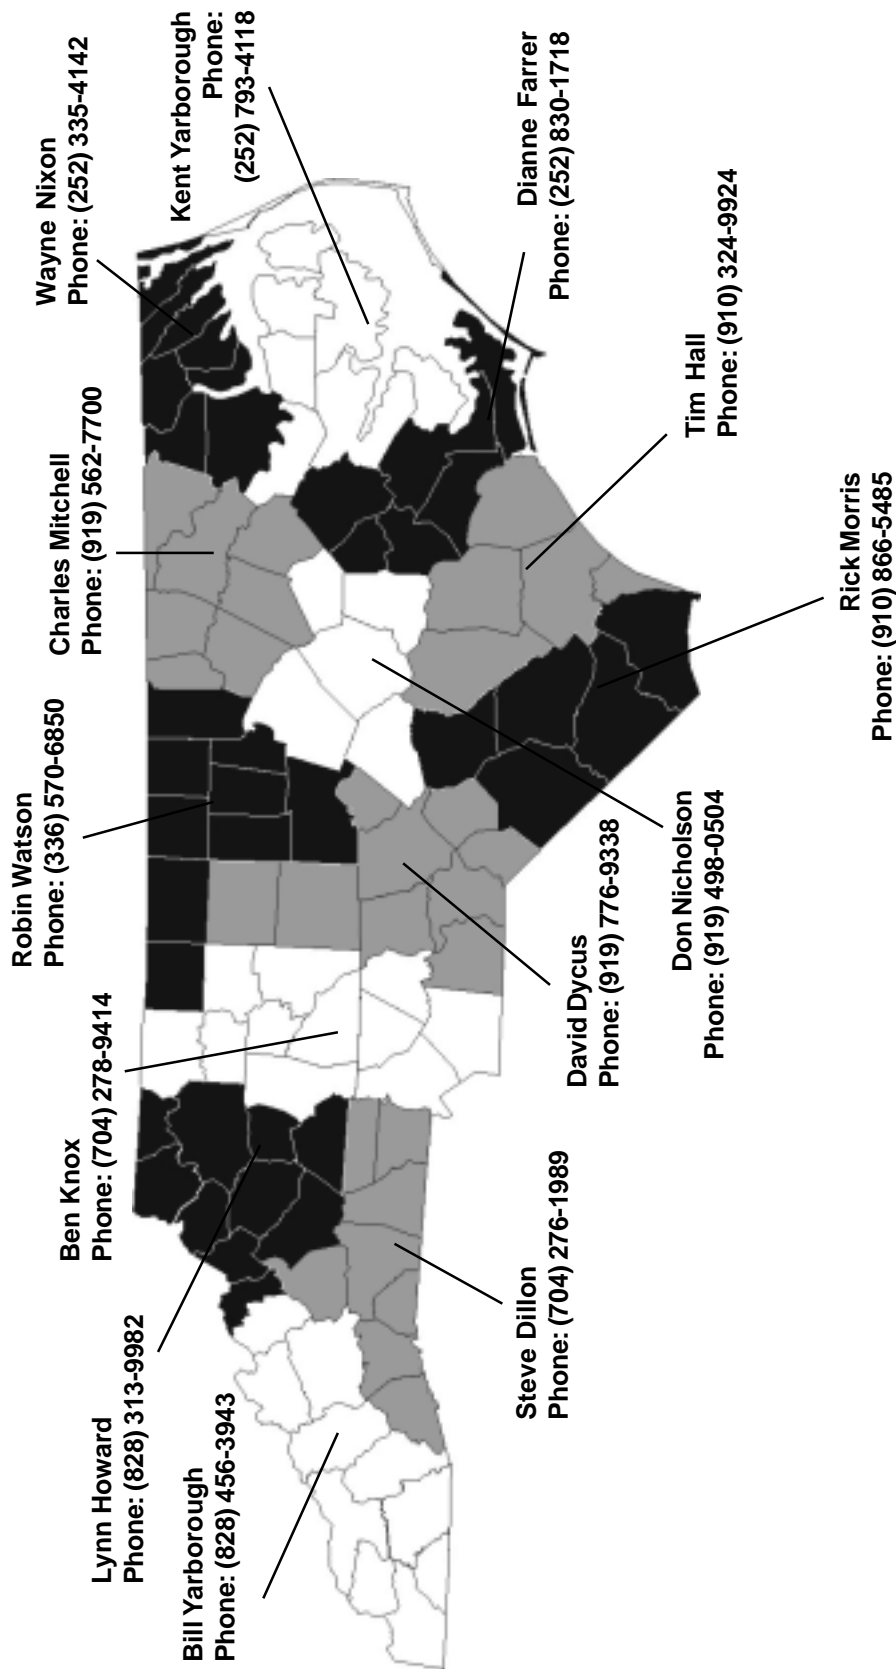 Bill Yarborough
Phone: (828) 456-3943
Lynn Howard
Phone: (828) 313-9982
Ben Knox
Phone: (704) 278-9414
Robin Watson
Phone: (336) 570-6850
Charles Mitchell
Phone: (919) 562-7700
Wayne Nixon
Phone: (252) 335-4142
Kent Yarborough
Phone:
(252) 793-4118
Steve Dillon
Phone: (704) 276-1989
David Dycus
Phone: (919) 776-9338
Don Nicholson
Phone: (919) 498-0504
Rick Morris
Phone: (910) 866-5485
Tim Hall
Phone: (910) 324-9924
Dianne Farrer
Phone: (252) 830-1718